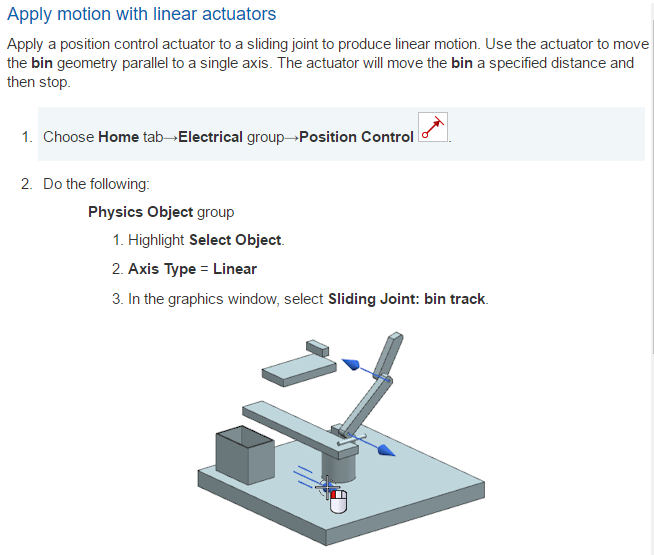 Apply motion with linear actuators
Apply a position control actuator to a sliding joint to produce linear motion. Use the actuator to move
the bin geometry parallel to a single axis. The actuator will move the bin a specified distance and
then stop.
1. Choose Home tab→Electrical group→Position Control .
2. Do the following:
Physics Object group
1. Highlight Select Object.
2. Axis Type = Linear
3. In the graphics window, select Sliding Joint: bin track.